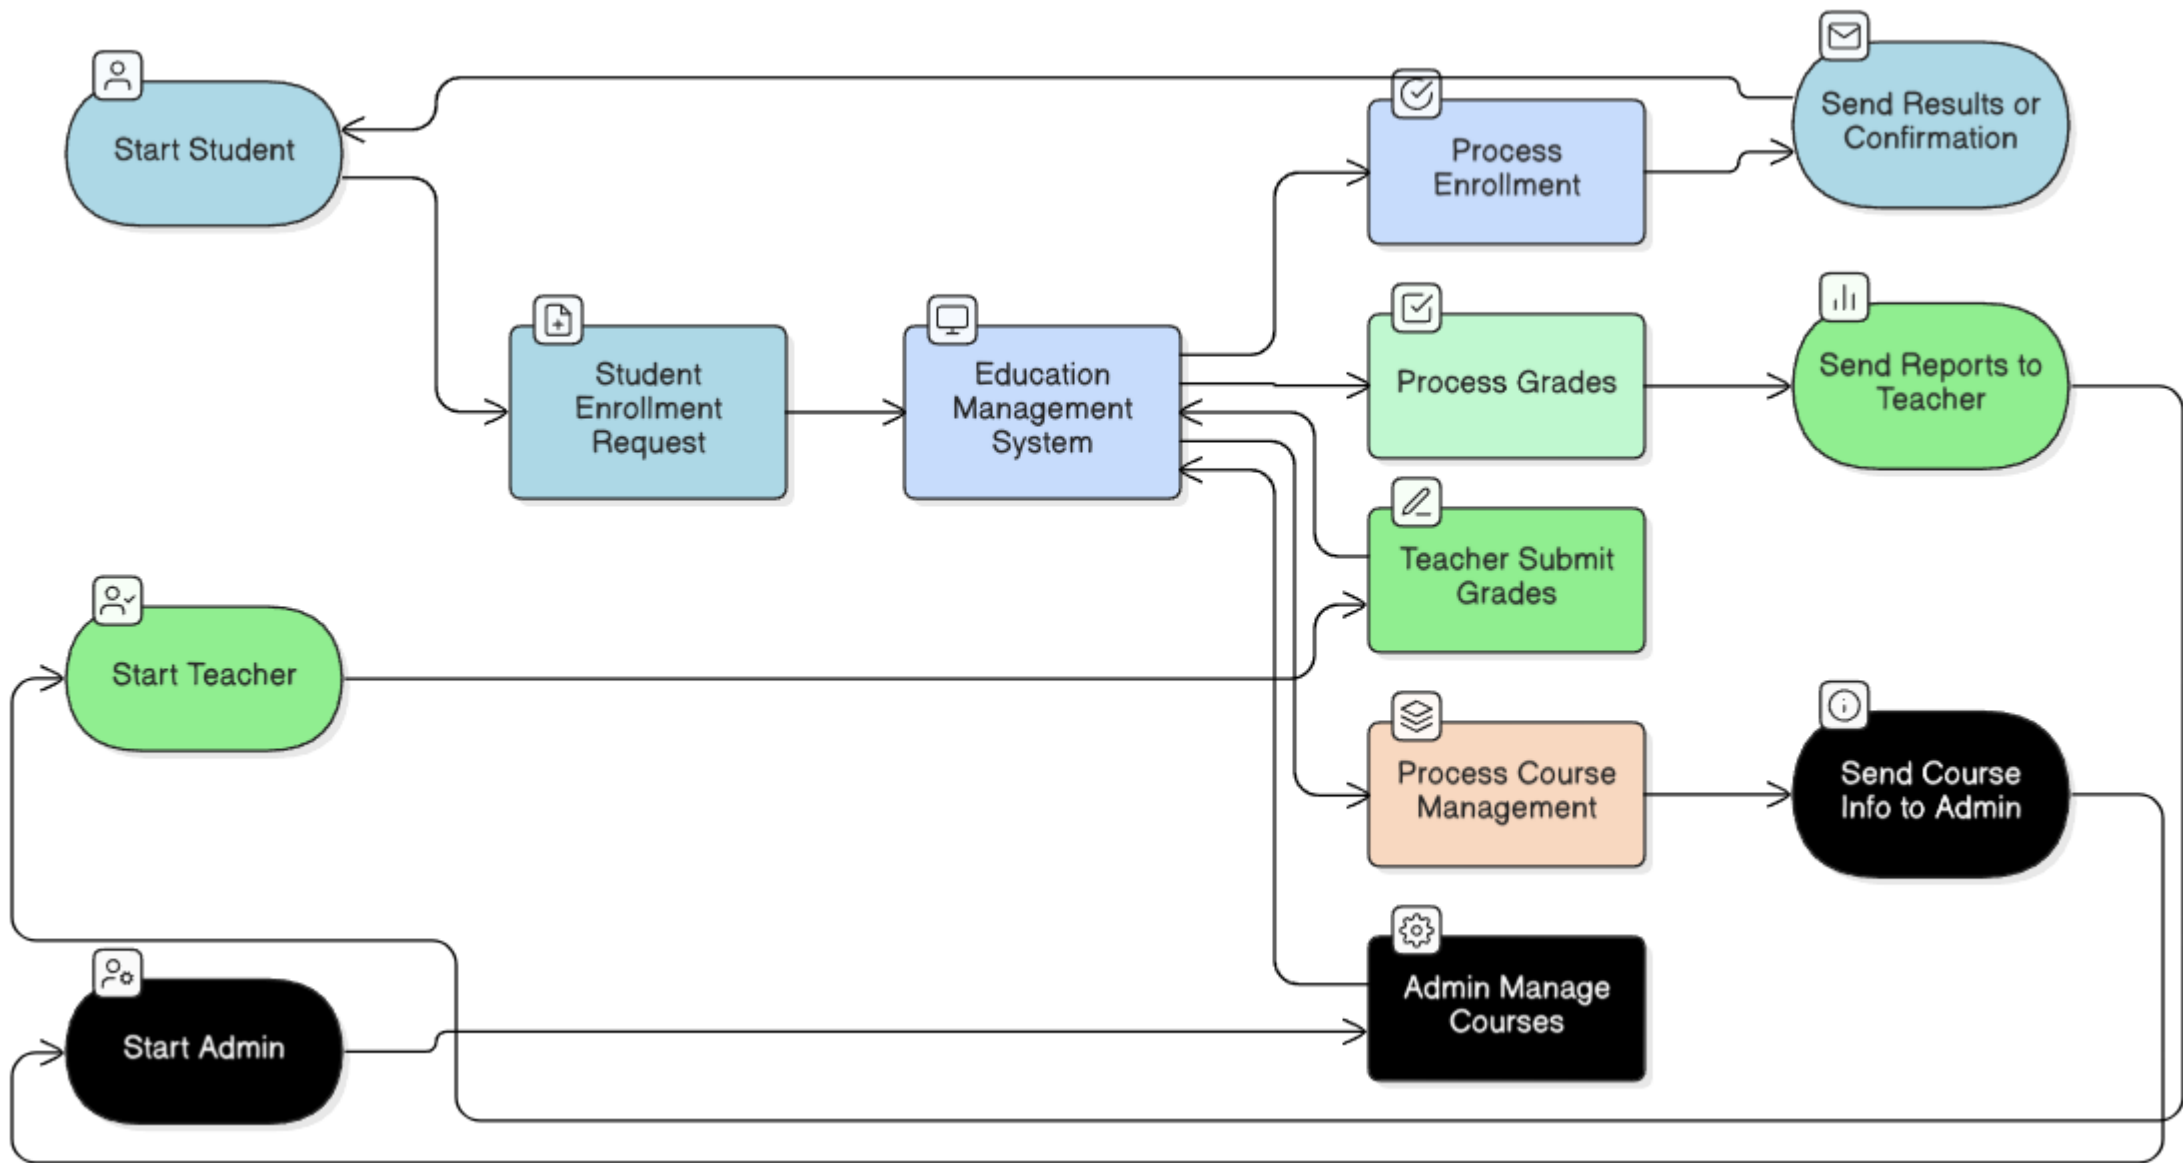 Start Student
Process
Enrollment
Send Results or
Confirmation
Student
Enrollment
Request
Education
Management
System
Process Grades
Send Reports to
Teacher
Teacher Submit
Grades
Start Teacher
Process Course
Management
Send Course
Info to Admin
Start Admin
Admin Manage
Courses